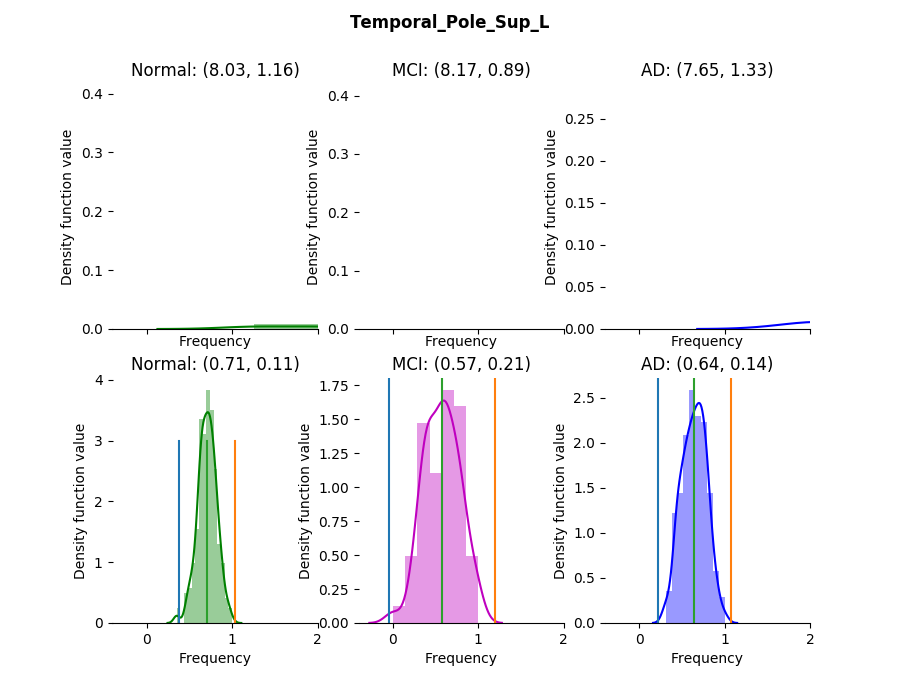 Temporal_Pole_Sup_L
Normal: (8.03, 1.16) MCI: (8.17, 0.89) AD: (7.65, 1.33)
Density function value
0.4
0.3
0.2
0.1
0.0
Frequency
Density function value
0.4
0.3
0.2
0.1
0.0
Frequency
Density function value
0.25
0.20
0.15
0.10
0.05
0.00
Frequency
Normal: (0.71, 0.11) MCI: (0.57, 0.21) AD: (0.64, 0.14)
Density function value
4
3
2
1
0
0 1 2
Frequency
Density function value
1.75
1.50
1.25
1.00
0.75
0.50
0.25
0.00
0 1 2
Frequency
Density function value
2.5
2.0
1.5
1.0
0.5
0.0
0 1 2
Frequency